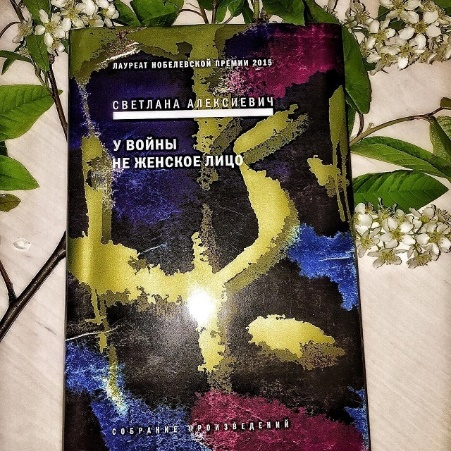 ЛАУРЕАТ НОБЕЛЕВСКОЙ ПРЕМИИ 2015
СВЕТЛАНА АЛЕКСИЕВИЧ
У ВОЙНЫ
НЕ ЖЕНСКОЕ ЛИЦО
СОБРАНИЕ ПРОИЗВЕДЕНИЙ